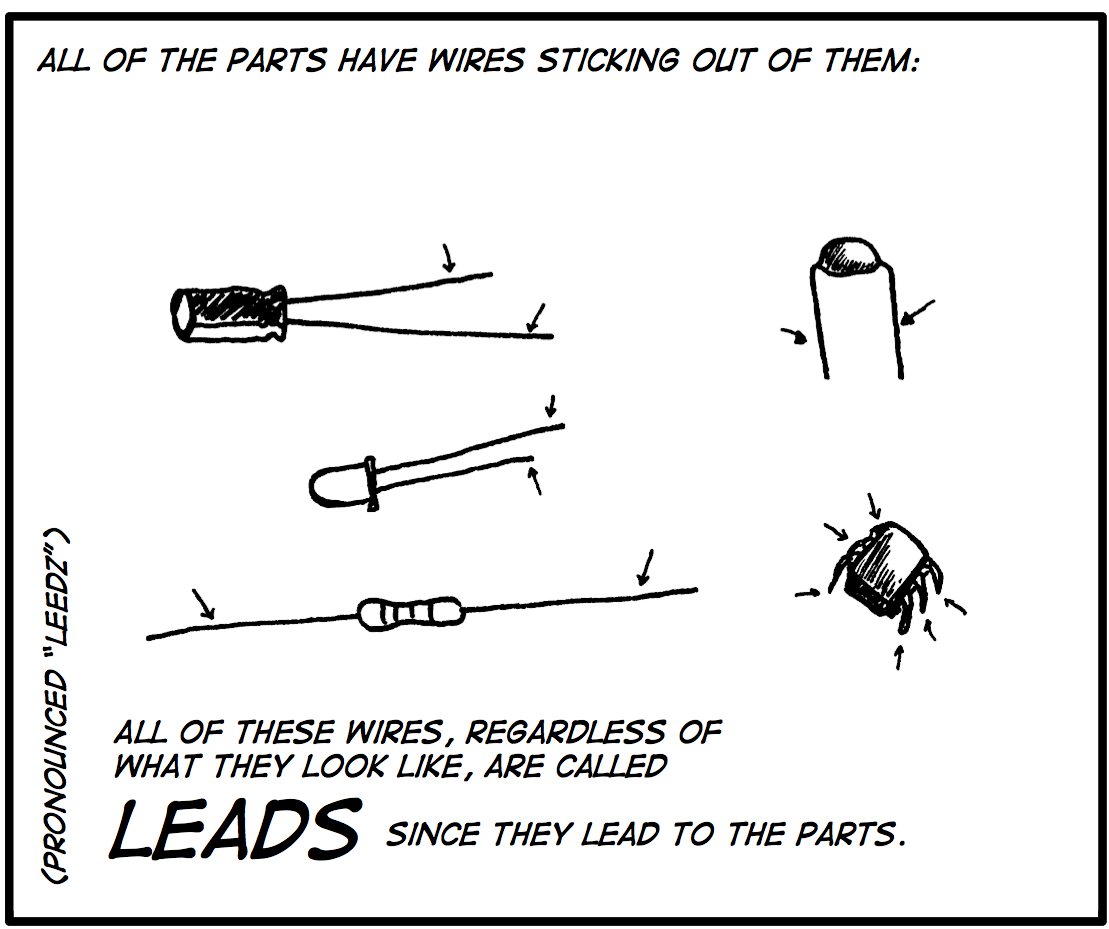 ALL OF THE PARTS HAVE WIRES STICKING OUT OF THEM:
(PRONOUNCED "LEEDZ")
ALL OF THESE WIRES, REGARDLESS OF
WHAT THEY LOOK LIKE, ARE CALLED
LEADS SINCE THEY LEAD TO THE PARTS.